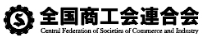 全国商工会連合会
Central Federation of Societies of Commerce and Industry